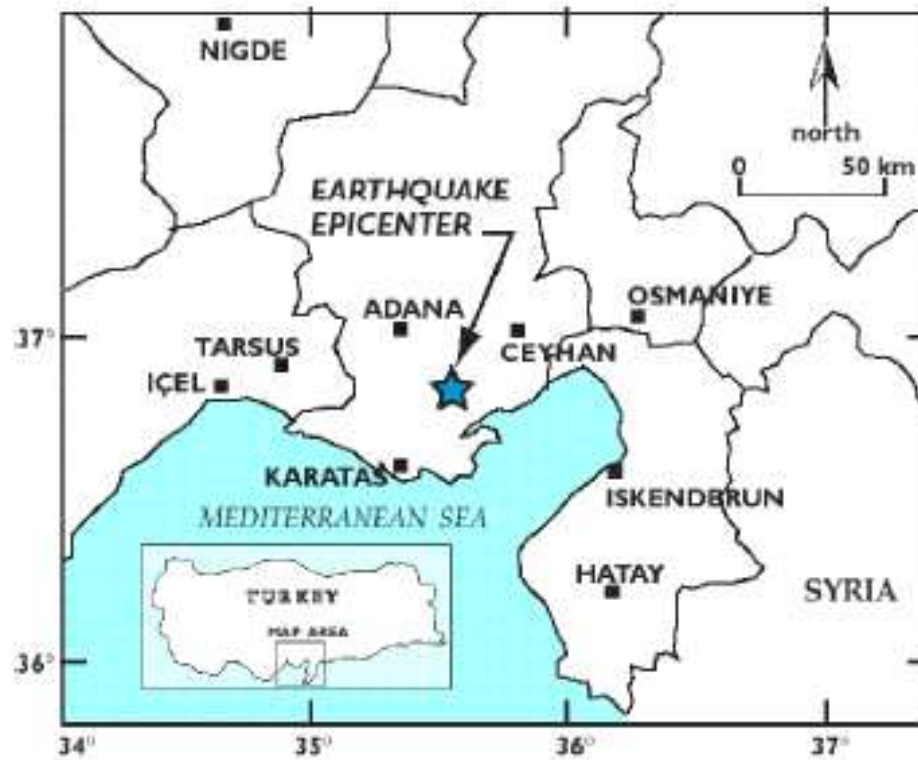 NIGDE
north
0 50 km
EARTHQUAKE
EPICENTER
OSMANIYE
ADANA
37°
TARSUS
CEYHAN
IÇEL
KARATAŞ
ISKENDERUN
MEDITERRANEAN SEA
HATAY
SYRIA
TURKEY
MAP AREA
36°
34° 35° 36° 37°